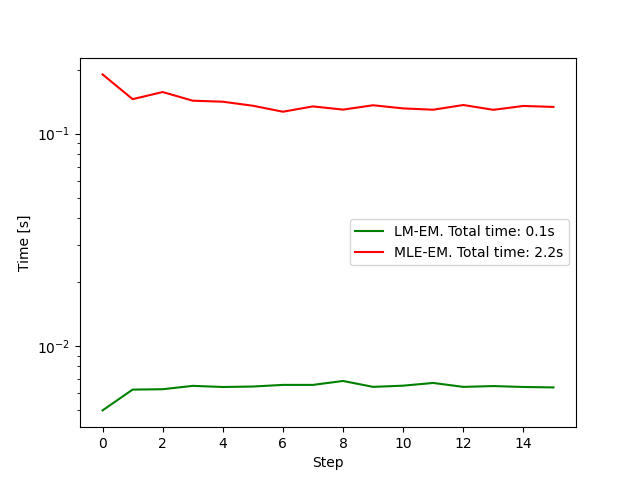 10⁻¹
10⁻²
Time [s]
LM-EM. Total time: 0.1s
MLE-EM. Total time: 2.2s
0 2 4 6 8 10 12 14
Step